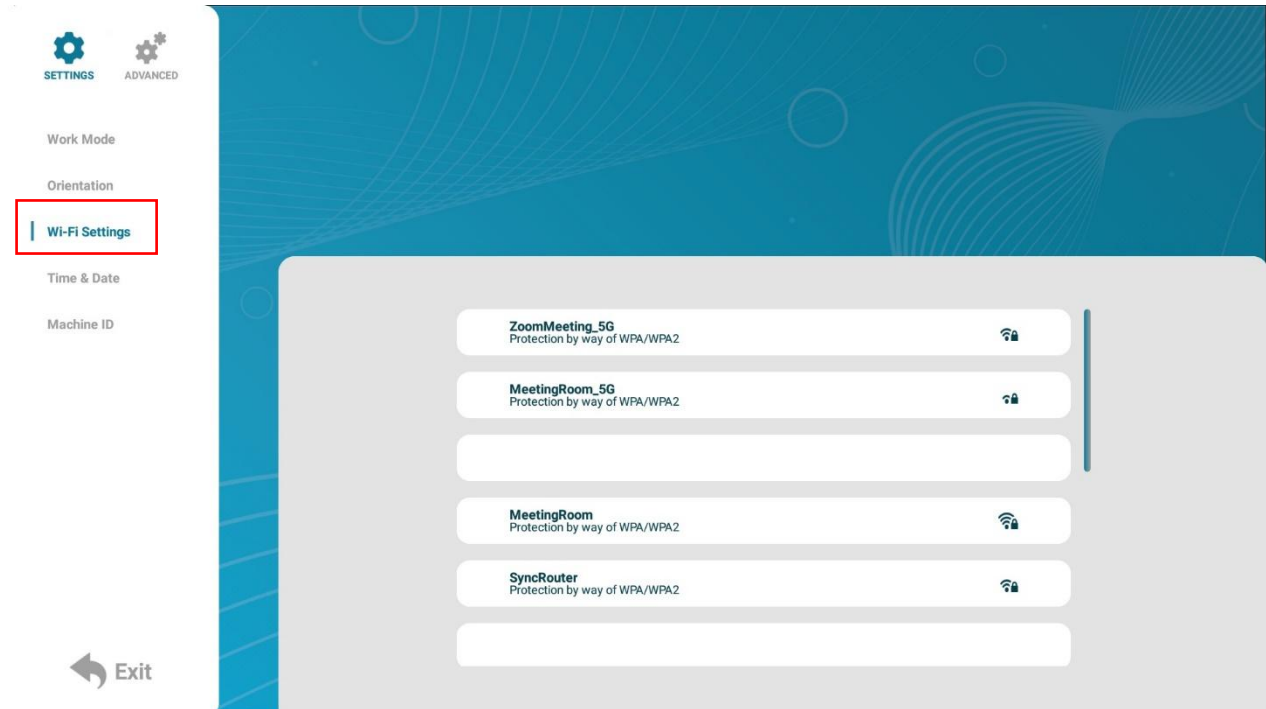 SETTINGS
ADVANCED
Work Mode
Orientation
Wi-Fi Settings
Time & Date
Machine ID
Exit
ZoomMeeting_5G
Protection by way of WPA/WPA2
MeetingRoom_5G
Protection by way of WPA/WPA2
MeetingRoom
Protection by way of WPA/WPA2
SyncRouter
Protection by way of WPA/WPA2